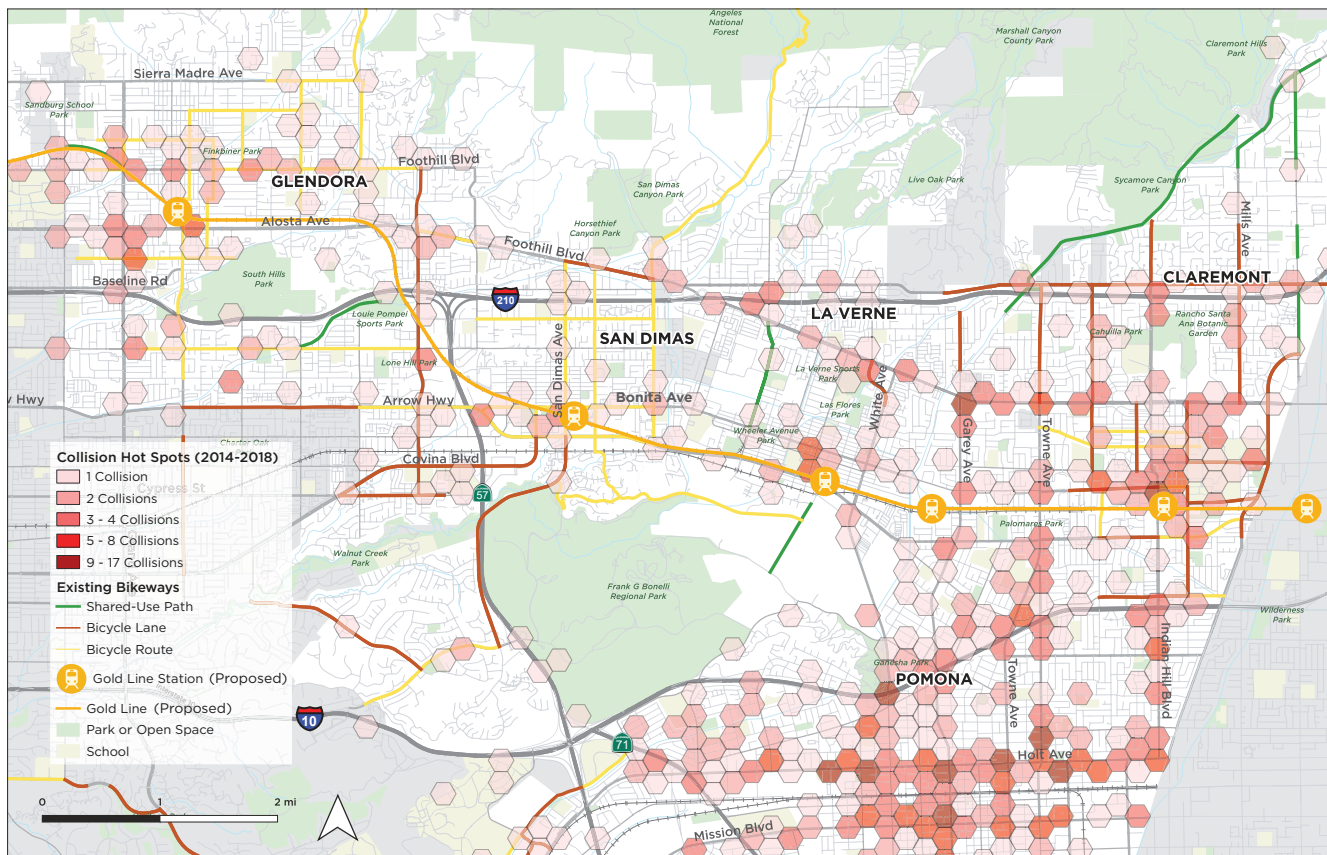 Angeles
National
Forest
Marshall Canyon
County Park
Claremont Hills
Park
Sierra Madre Ave
Sandburg School
Park
Finkbiner Park
Foothill Blvd
GLENDORA
San Dimas
Canyon Park
Live Oak Park
Sycamore Canyon
Park
Mills Ave
Alosta Ave
Horsethief
Canyon Park
Foothill Blvd
Baseline Rd
South Hills
Park
CLAREMONT
210
Louie Pompei
Sports Park
LA VERNE
Rancho Santa
Ana Botanic
Garden
Cahuilla Park
SAN DIMAS
San Dimas Ave
Lone Hill Park
La Verne Sports
Park
White Ave
w Hwy
Arrow Hwy
Bonita Ave
Las Flores
Park
Wheeler Avenue
Park
Garey Ave
Towne Ave
Charter Oak
Covina Blvd
Cypress St
57
Palomares Park
Walnut Creek
Park
Frank G Bonelli
Regional Park
Wilderness
Park
Indian Hill Blvd
Ganesha Park
POMONA
Towne Ave
10
71
Holt Ave
Mission Blvd
Collision Hot Spots (2014-2018)
1 Collision
2 Collisions
3 - 4 Collisions
5 - 8 Collisions
9 - 17 Collisions
Existing Bikeways
Shared-Use Path
Bicycle Lane
Bicycle Route
Gold Line Station (Proposed)
Gold Line (Proposed)
Park or Open Space
School
0 1 2 mi